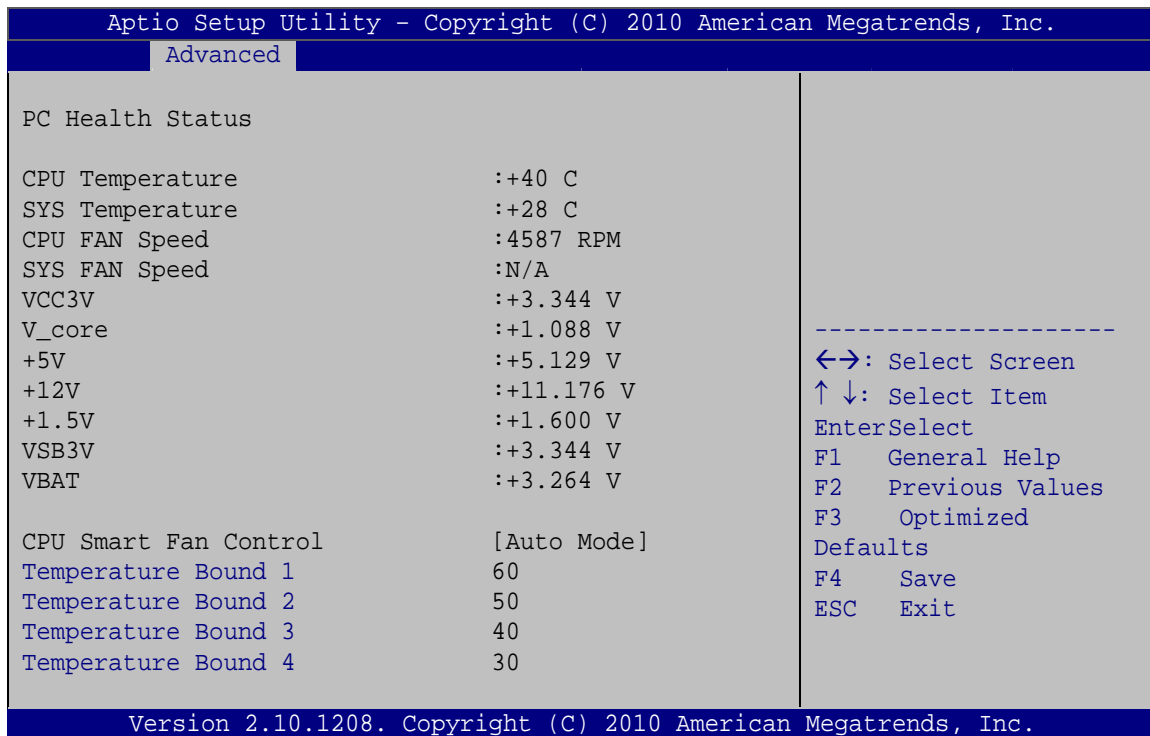 Aptio Setup Utility – Copyright (C) 2010 American Megatrends, Inc.
Advanced
PC Health Status
CPU Temperature :+40 C
SYS Temperature :+28 C
CPU FAN Speed :4587 RPM
SYS FAN Speed :N/A
VCC3V :+3.344 V
V_core :+1.088 V
+5V :+5.129 V
+12V :+11.176 V
+1.5V :+1.600 V
VSB3V :+3.344 V
VBAT :+3.264 V
CPU Smart Fan Control [Auto Mode]
Temperature Bound 1 60
Temperature Bound 2 50
Temperature Bound 3 40
Temperature Bound 4 30
---------------------
←→: Select Screen
↑ ↓: Select Item
EnterSelect
F1 General Help
F2 Previous Values
F3 Optimized
Defaults
F4 Save
ESC Exit
Version 2.10.1208. Copyright (C) 2010 American Megatrends, Inc.